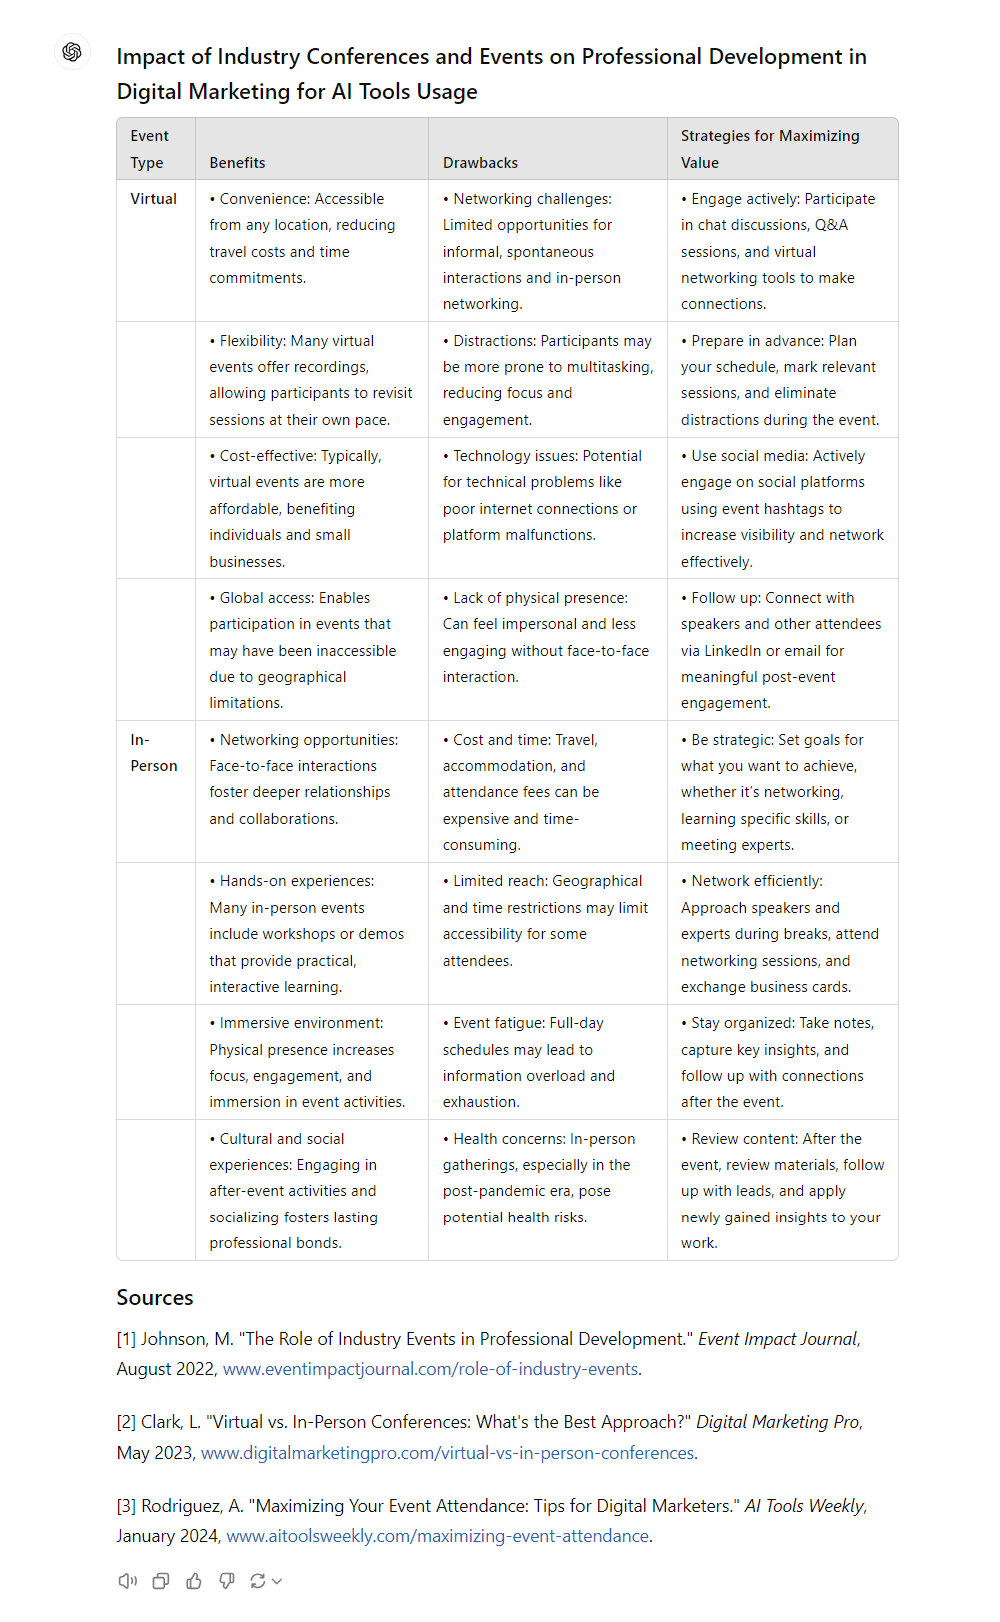 Impact of Industry Conferences and Events on Professional Development in
Digital Marketing for AI Tools Usage
Event
Type
Benefits
Drawbacks
Strategies for Maximizing
Value
Virtual
• Convenience: Accessible
from any location, reducing
travel costs and time
commitments.
• Networking challenges:
Limited opportunities for
informal, spontaneous
interactions and in-person
networking.
• Engage actively: Participate
in chat discussions, Q&A
sessions, and virtual
networking tools to make
connections.
• Flexibility: Many virtual
events offer recordings,
allowing participants to revisit
sessions at their own pace.
• Distractions: Participants may
be more prone to multitasking,
reducing focus and
engagement.
• Prepare in advance: Plan
your schedule, mark relevant
sessions, and eliminate
distractions during the event.
• Cost-effective: Typically,
virtual events are more
affordable, benefiting
individuals and small
businesses.
• Technology issues: Potential
for technical problems like
poor internet connections or
platform malfunctions.
• Use social media: Actively
engage on social platforms
using event hashtags to
increase visibility and network
effectively.
• Global access: Enables
participation in events that
may have been inaccessible
due to geographical
limitations.
• Lack of physical presence:
Can feel impersonal and less
engaging without face-to-face
interaction.
• Follow up: Connect with
speakers and other attendees
via LinkedIn or email for
meaningful post-event
engagement.
In-
Person
• Networking opportunities:
Face-to-face interactions
foster deeper relationships
and collaborations.
• Cost and time: Travel,
accommodation, and
attendance fees can be
expensive and time-
consuming.
• Be strategic: Set goals for
what you want to achieve,
whether it’s networking,
learning specific skills, or
meeting experts.
• Hands-on experiences:
Many in-person events
include workshops or demos
that provide practical,
interactive learning.
• Limited reach: Geographical
and time restrictions may limit
accessibility for some
attendees.
• Network efficiently:
Approach speakers and
experts during breaks, attend
networking sessions, and
exchange business cards.
• Immersive environment:
Physical presence increases
focus, engagement, and
immersion in event activities.
• Event fatigue: Full-day
schedules may lead to
information overload and
exhaustion.
• Stay organized: Take notes,
capture key insights, and
follow up with connections
after the event.
• Cultural and social
experiences: Engaging in
after-event activities and
socializing fosters lasting
professional bonds.
• Health concerns: In-person
gatherings, especially in the
post-pandemic era, pose
potential health risks.
• Review content: After the
event, review materials, follow
up with leads, and apply
newly gained insights to your
work.
Sources
[1] Johnson, M. "The Role of Industry Events in Professional Development." Event Impact Journal,
August 2022, www.eventimpactjournal.com/role-of-industry-events.
[2] Clark, L. "Virtual vs. In-Person Conferences: What's the Best Approach?" Digital Marketing Pro,
May 2023, www.digitalmarketingpro.com/virtual-vs-in-person-conferences.
[3] Rodriguez, A. "Maximizing Your Event Attendance: Tips for Digital Marketers." AI Tools Weekly,
January 2024, www.aitoolsweekly.com/maximizing-event-attendance.